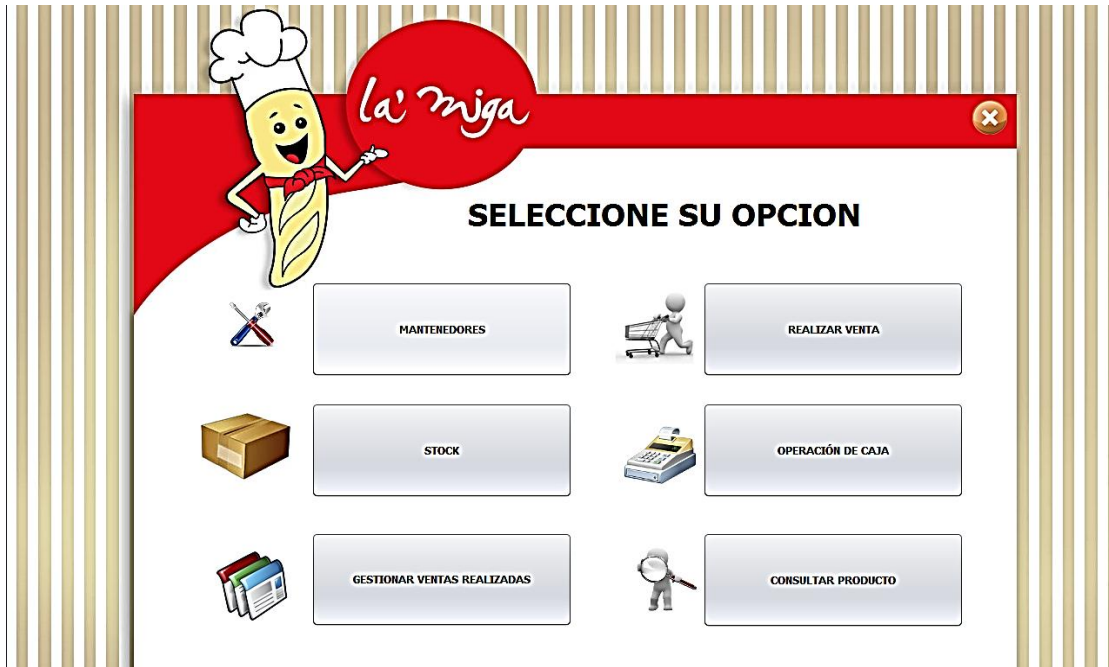 la' miga
SELECCIONE SU OPCION
MANTENEDORES
REALIZAR VENTA
STOCK
OPERACIÓN DE CAJA
GESTIONAR VENTAS REALIZADAS
CONSULTAR PRODUCTO